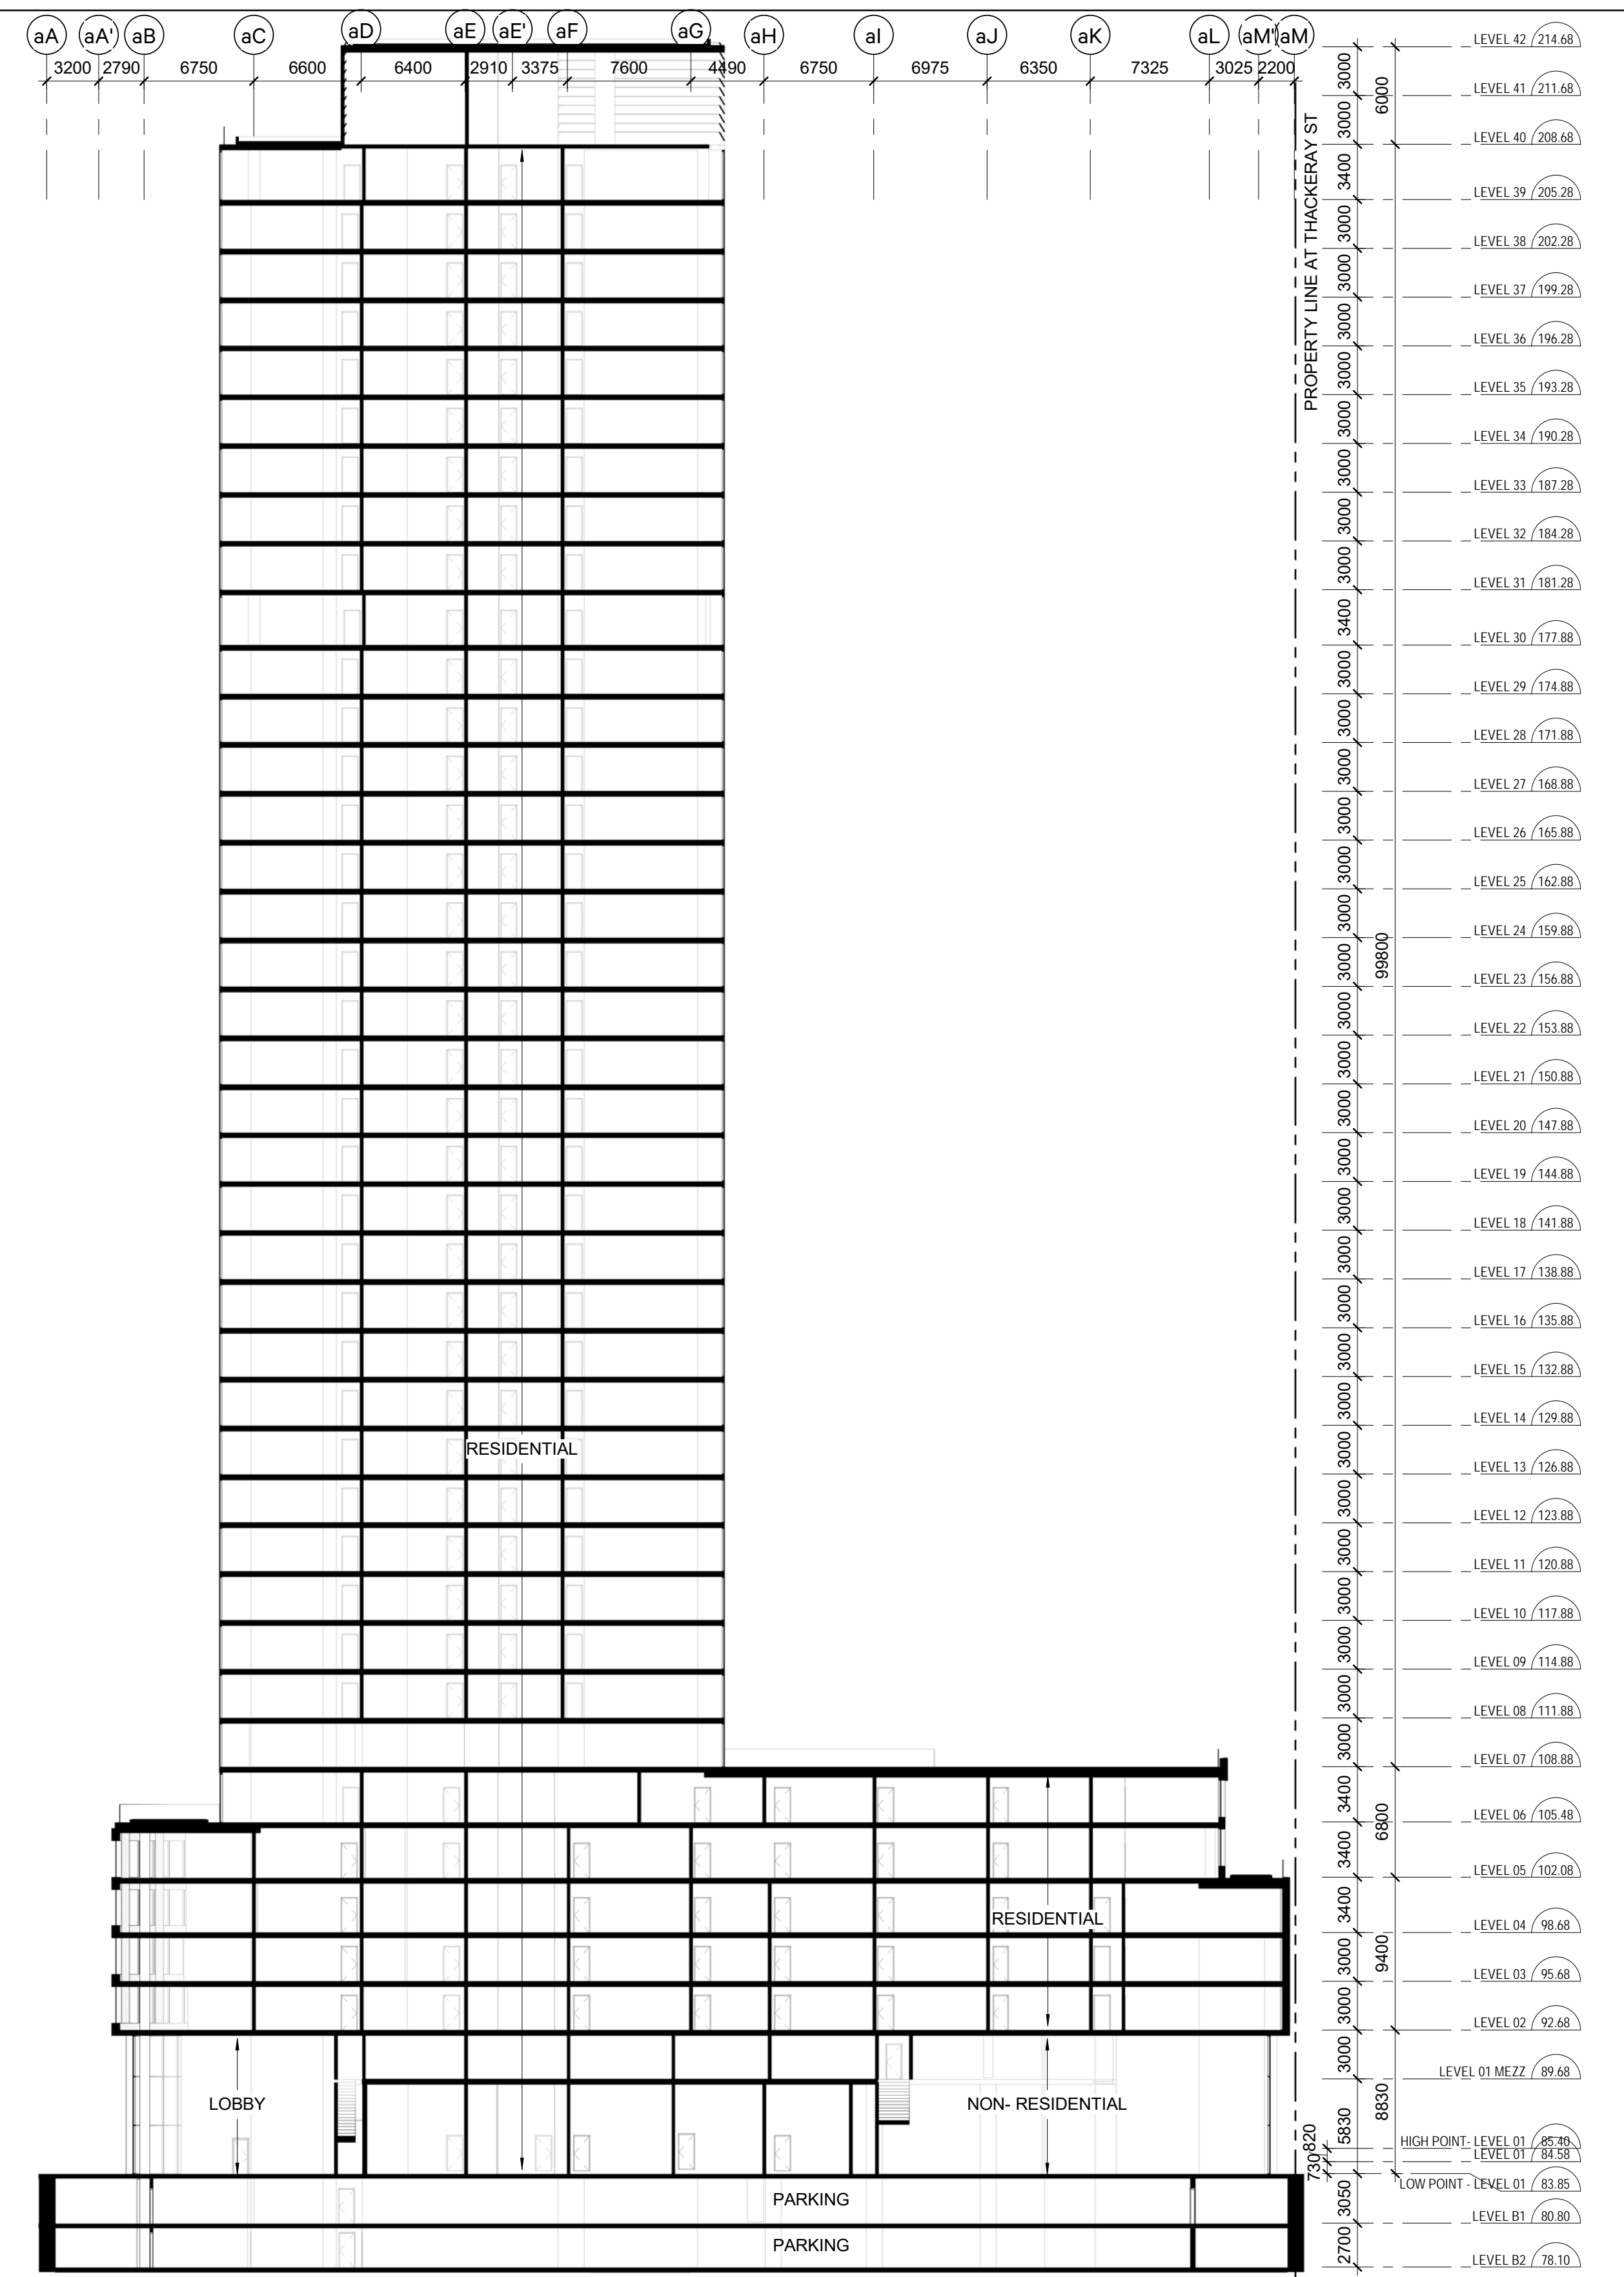 aA aA' aB aC aD aE aE' aF aG aH aI aJ aK aL aM' aM
3200 2790 6750 6600 6400 2910 3375 7600 4490 6750 6975 6350 7325 3025 2200
PROPERTY LINE AT THACKERAY ST
LEVEL 42 214.68
3000
6000
LEVEL 41 211.68
3000
LEVEL 40 208.68
3400
LEVEL 39 205.28
3000
LEVEL 38 202.28
3000
LEVEL 37 199.28
3000
LEVEL 36 196.28
3000
LEVEL 35 193.28
3000
LEVEL 34 190.28
3000
LEVEL 33 187.28
3000
LEVEL 32 184.28
3000
LEVEL 31 181.28
3400
LEVEL 30 177.88
3000
LEVEL 29 174.88
3000
LEVEL 28 171.88
3000
LEVEL 27 168.88
3000
LEVEL 26 165.88
3000
LEVEL 25 162.88
3000
LEVEL 24 159.88
99800
3000
LEVEL 23 156.88
3000
LEVEL 22 153.88
3000
LEVEL 21 150.88
3000
LEVEL 20 147.88
3000
LEVEL 19 144.88
3000
LEVEL 18 141.88
3000
LEVEL 17 138.88
3000
LEVEL 16 135.88
3000
LEVEL 15 132.88
3000
LEVEL 14 129.88
3000
RESIDENTIAL
LEVEL 13 126.88
3000
LEVEL 12 123.88
3000
LEVEL 11 120.88
3000
LEVEL 10 117.88
3000
LEVEL 09 114.88
3000
LEVEL 08 111.88
3000
LEVEL 07 108.88
3400
LEVEL 06 105.48
6800
3400
LEVEL 05 102.08
3400
RESIDENTIAL
LEVEL 04 98.68
3000
9400
LEVEL 03 95.68
3000
LEVEL 02 92.68
3000
LEVEL 01 MEZZ 89.68
LOBBY
NON- RESIDENTIAL
5830
8830
820
HIGH POINT- LEVEL 01 85.40
LEVEL 01 84.58
730
LOW POINT - LEVEL 01 83.85
PARKING
3050
LEVEL B1 80.80
PARKING
2700
LEVEL B2 78.10